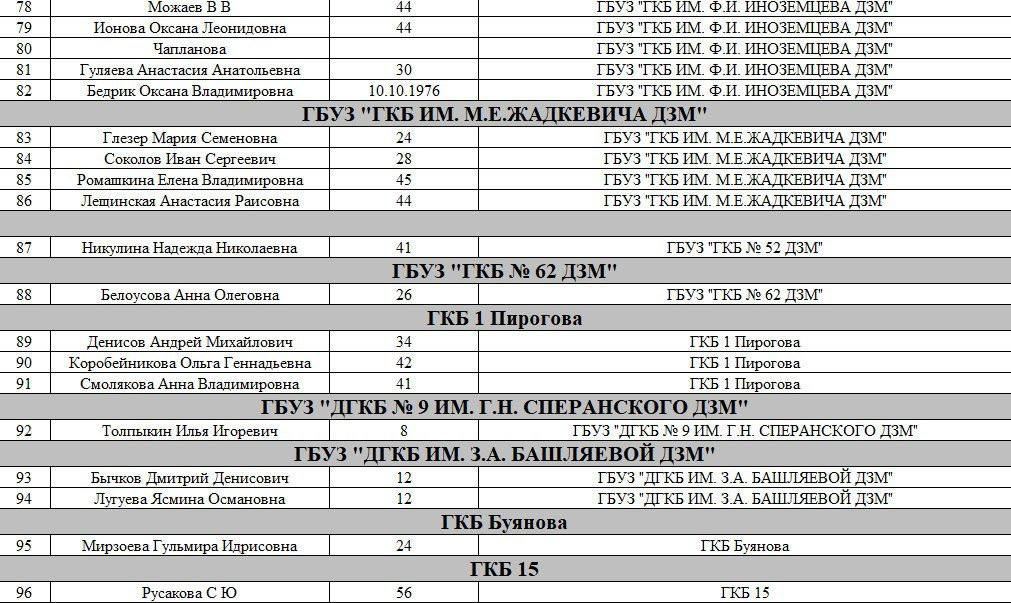 78 Можаев В В 44 ГБУЗ "ГКБ ИМ. Ф.И. ИНОЗЕМЦЕВА ДЗМ"
79 Ионова Оксана Леонидовна 44 ГБУЗ "ГКБ ИМ. Ф.И. ИНОЗЕМЦЕВА ДЗМ"
80 Чапланова ГБУЗ "ГКБ ИМ. Ф.И. ИНОЗЕМЦЕВА ДЗМ"
81 Гуляева Анастасия Анатольевна 30 ГБУЗ "ГКБ ИМ. Ф.И. ИНОЗЕМЦЕВА ДЗМ"
82 Бедрик Оксана Владимировна 10.10.1976 ГБУЗ "ГКБ ИМ. Ф.И. ИНОЗЕМЦЕВА ДЗМ"
ГБУЗ "ГКБ ИМ. М.Е.ЖАДКЕВИЧА ДЗМ"
83 Глезер Мария Семеновна 24 ГБУЗ "ГКБ ИМ. М.Е.ЖАДКЕВИЧА ДЗМ"
84 Соколов Иван Сергеевич 28 ГБУЗ "ГКБ ИМ. М.Е.ЖАДКЕВИЧА ДЗМ"
85 Ромашкина Елена Владимировна 45 ГБУЗ "ГКБ ИМ. М.Е.ЖАДКЕВИЧА ДЗМ"
86 Лещинская Анастасия Раисовна 44 ГБУЗ "ГКБ ИМ. М.Е.ЖАДКЕВИЧА ДЗМ"
87 Никулина Надежда Николаевна 41 ГБУЗ "ГКБ № 52 ДЗМ"
ГБУЗ "ГКБ № 62 ДЗМ"
88 Белоусова Анна Олеговна 26 ГБУЗ "ГКБ № 62 ДЗМ"
ГКБ 1 Пирогова
89 Денисов Андрей Михайлович 34 ГКБ 1 Пирогова
90 Коробейникова Ольга Геннадьевна 42 ГКБ 1 Пирогова
91 Смолякова Анна Владимировна 41 ГКБ 1 Пирогова
ГБУЗ "ДГКБ № 9 ИМ. Г.Н. СПЕРАНСКОГО ДЗМ"
92 Толпыкин Илья Игоревич 8 ГБУЗ "ДГКБ № 9 ИМ. Г.Н. СПЕРАНСКОГО ДЗМ"
ГБУЗ "ДГКБ ИМ. З.А. БАШЛЯЕВОЙ ДЗМ"
93 Бычков Дмитрий Денисович 12 ГБУЗ "ДГКБ ИМ. З.А. БАШЛЯЕВОЙ ДЗМ"
94 Лугуева Ясмина Османовна 12 ГБУЗ "ДГКБ ИМ. З.А. БАШЛЯЕВОЙ ДЗМ"
ГКБ Буянова
95 Мирзоева Гульмира Идрисовна 24 ГКБ Буянова
ГКБ 15
96 Русакова С Ю 56 ГКБ 15